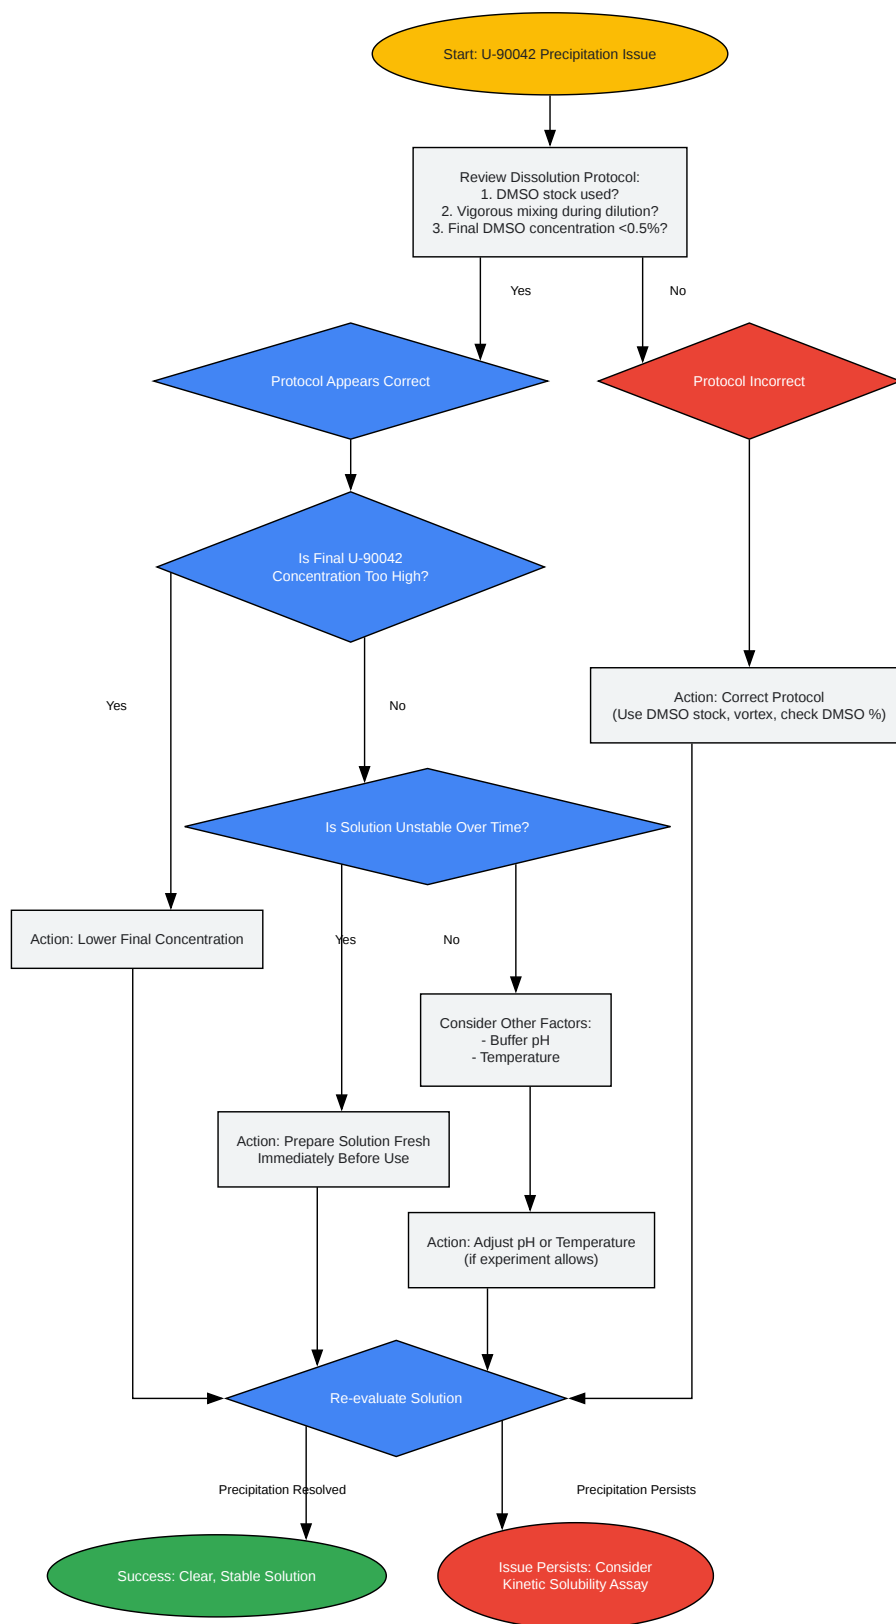 Start: U-90042 Precipitation Issue
Review Dissolution Protocol:
1. DMSO stock used?
2. Vigorous mixing during dilution?
3. Final DMSO concentration <0.5%?
Yes
No
Protocol Appears Correct
Protocol Incorrect
Is Final U-90042
Concentration Too High?
Yes
No
Action: Correct Protocol
(Use DMSO stock, vortex, check DMSO %)
Is Solution Unstable Over Time?
Action: Lower Final Concentration
Yes
No
Consider Other Factors:
- Buffer pH
- Temperature
Action: Prepare Solution Fresh
Immediately Before Use
Action: Adjust pH or Temperature
(if experiment allows)
Re-evaluate Solution
Precipitation Resolved
Precipitation Persists
Success: Clear, Stable Solution
Issue Persists: Consider
Kinetic Solubility Assay